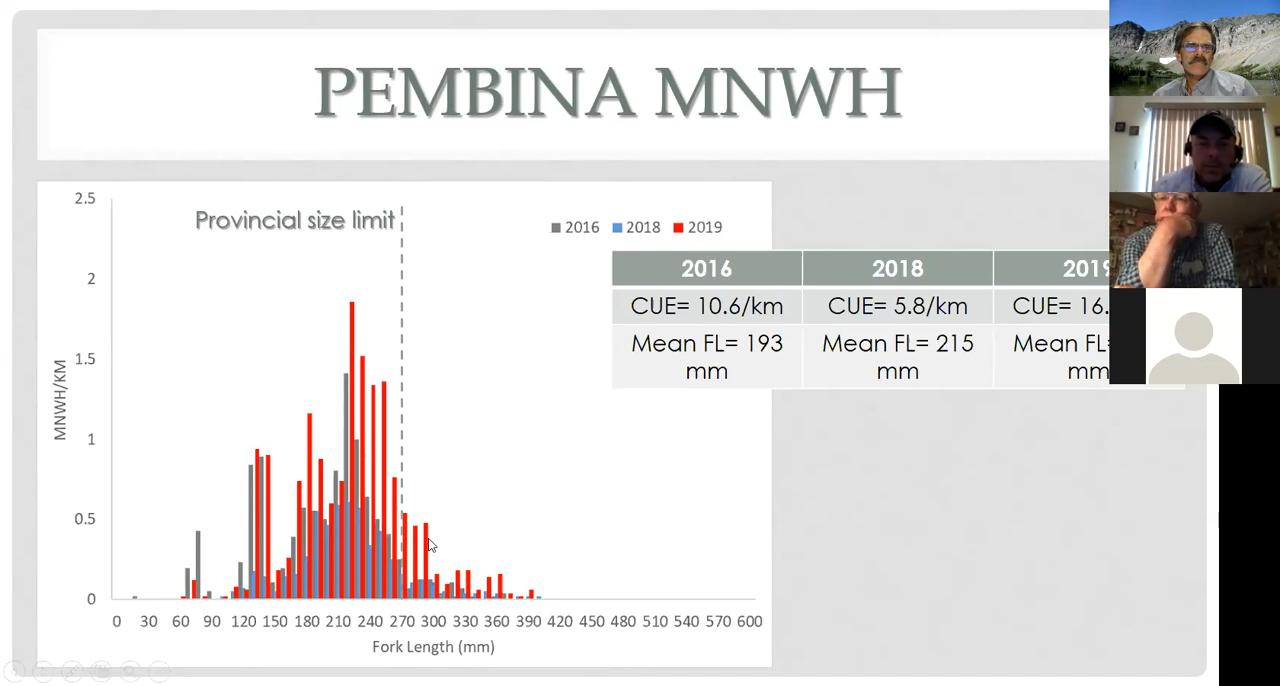 PEMBINA MNWH
2.5
2
1.5
1
0.5
0
MNWH/KM
Provincial size limit
2016 2018 2019
0 30 60 90 120 150 180 210 240 270 300 330 360 390 420 450 480 510 540 570 600
Fork Length (mm)
2016 2018
CUE= 10.6/km CUE= 5.8/km CUE= 16.
Mean FL= 193 Mean FL= 215 Mean FL=
mm mm mm